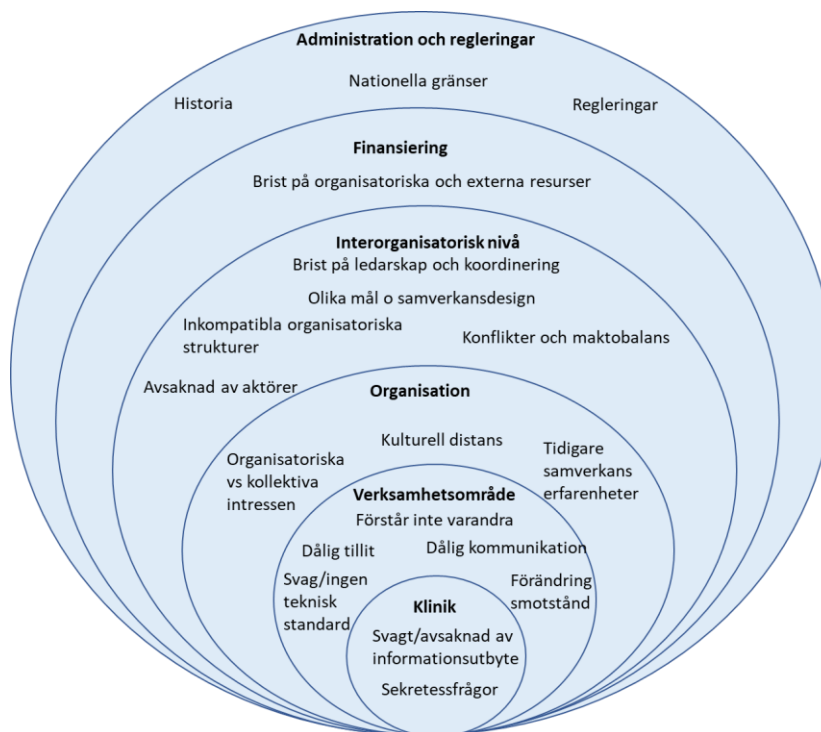 Administration och regleringar
Nationella gränser
Historia
Regleringar
Finansiering
Brist på organisatoriska och externa resurser
Interorganisatorisk nivå
Brist på ledarskap och koordinering
Olika mål o samverkansdesign
Inkompatibla organisatoriska
strukturer
Konflikter och maktobalans
Avsaknad av aktörer
Organisation
Kulturell distans
Organisatoriska
vs kollektiva
intressen
Tidigare
samverkans
erfarenheter
Verksamhetsområde
Förstår inte varandra
Dålig tillit
Dålig kommunikation
Svag/ingen
teknisk
standard
Förändring
smotstånd
Klinik
Svagt/avsaknad av
informationsutbyte
Sekretessfrågor